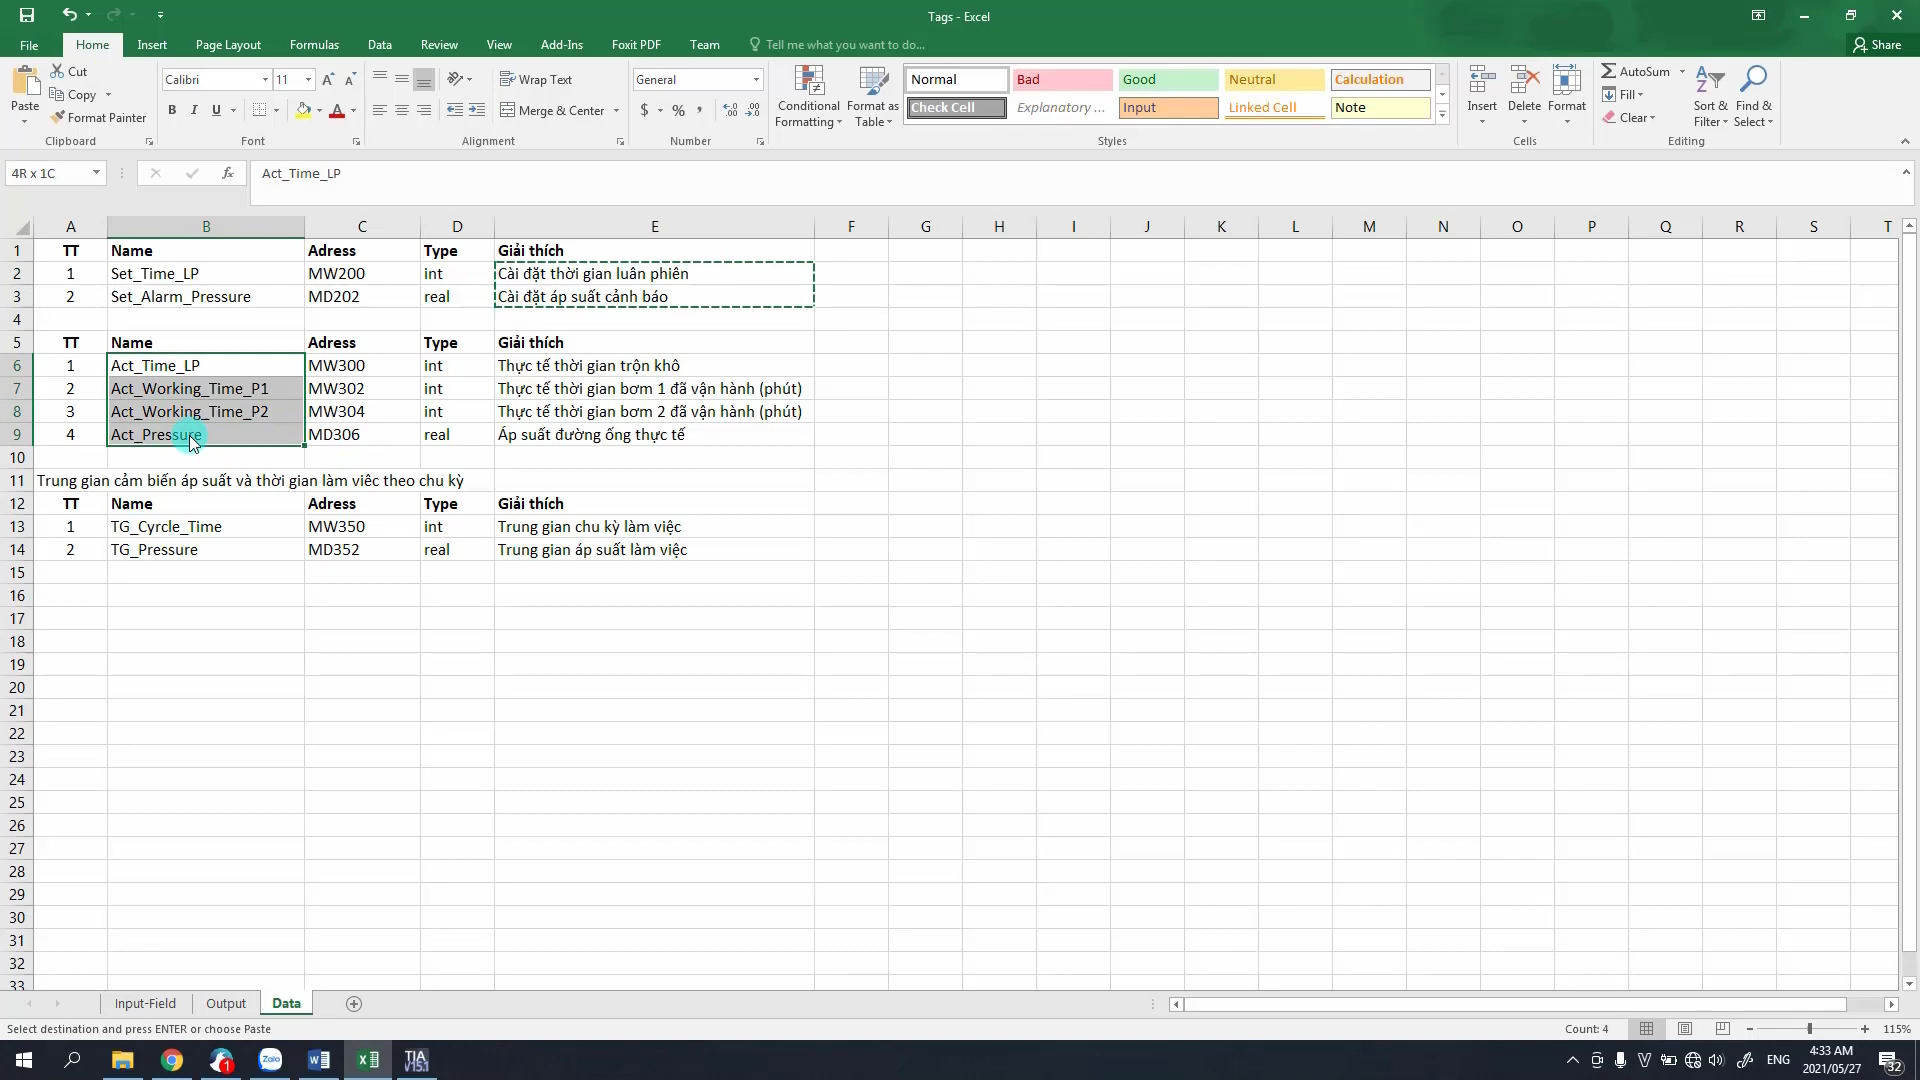 Tags - Excel
File Home Insert Page Layout Formulas Data Review View Add-Ins Foxit PDF Team Tell me what you want to do... Share
Paste Cut Copy Format Painter
Calibri 11 Wrap Text General
B I U Merge & Center $ % ,
Conditional Formatting Format as Table
Normal Bad Good Neutral Calculation
Check Cell Explanatory ... Input Linked Cell Note
Insert Delete Format
AutoSum Fill Clear Sort & Filter Find & Select
Clipboard Font Alignment Number Styles Cells Editing
4R x 1C fx Act_Time_LP
A B C D E F G H I J K L M N O P Q R S T
1 TT Name Adress Type Giải thích
2 1 Set_Time_LP MW200 int Cài đặt thời gian luân phiên
3 2 Set_Alarm_Pressure MD202 real Cài đặt áp suất cảnh báo
4
5 TT Name Adress Type Giải thích
6 1 Act_Time_LP MW300 int Thực tế thời gian trộn khô
7 2 Act_Working_Time_P1 MW302 int Thực tế thời gian bơm 1 đã vận hành (phút)
8 3 Act_Working_Time_P2 MW304 int Thực tế thời gian bơm 2 đã vận hành (phút)
9 4 Act_Pressure MD306 real Áp suất đường ống thực tế
10
11 Trung gian cảm biến áp suất và thời gian làm viêc theo chu kỳ
12 TT Name Adress Type Giải thích
13 1 TG_Cyrcle_Time MW350 int Trung gian chu kỳ làm việc
14 2 TG_Pressure MD352 real Trung gian áp suất làm việc
15
16
17
18
19
20
21
22
23
24
25
26
27
28
29
30
31
32
33
Input-Field Output Data
Select destination and press ENTER or choose Paste Count: 4 115%
1 Zalo TIA V15.1 ENG 4:33 AM
2021/05/27 32